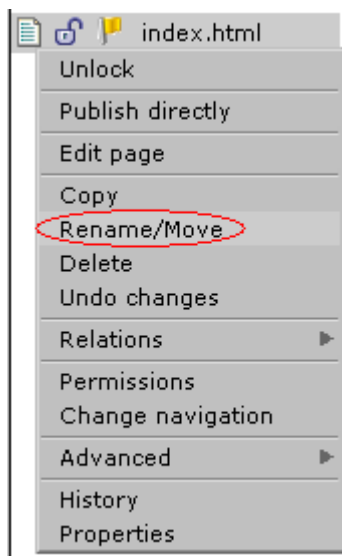 index.html
Unlock
Publish directly
Edit page
Copy
Rename/Move
Delete
Undo changes
Relations
Permissions
Change navigation
Advanced
History
Properties